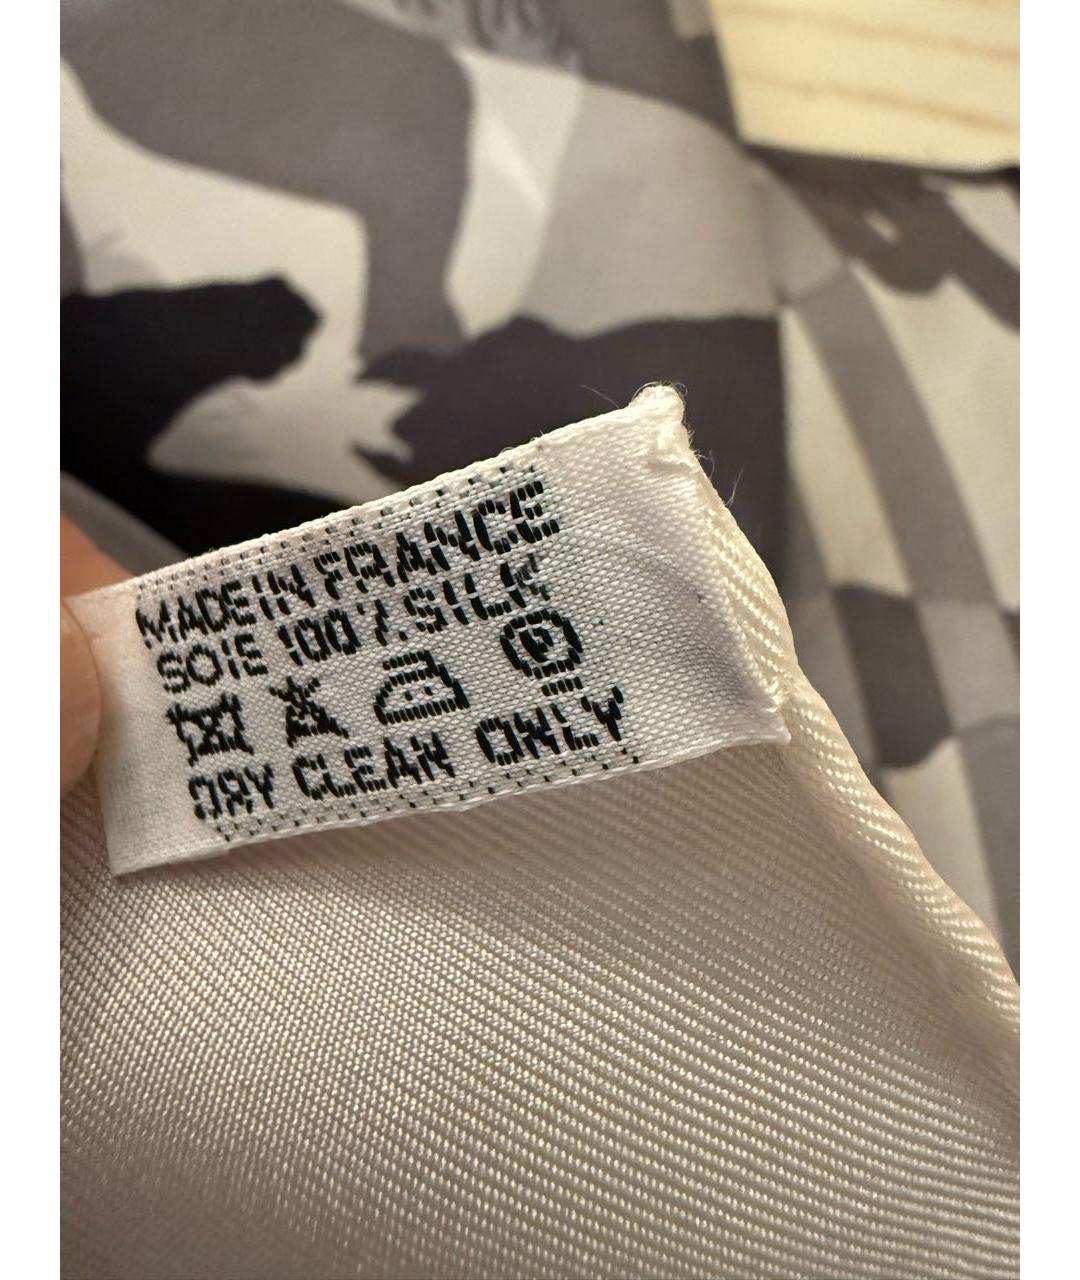 MADE IN FRANCE
SOIE 100% SILK
P
DRY CLEAN ONLY